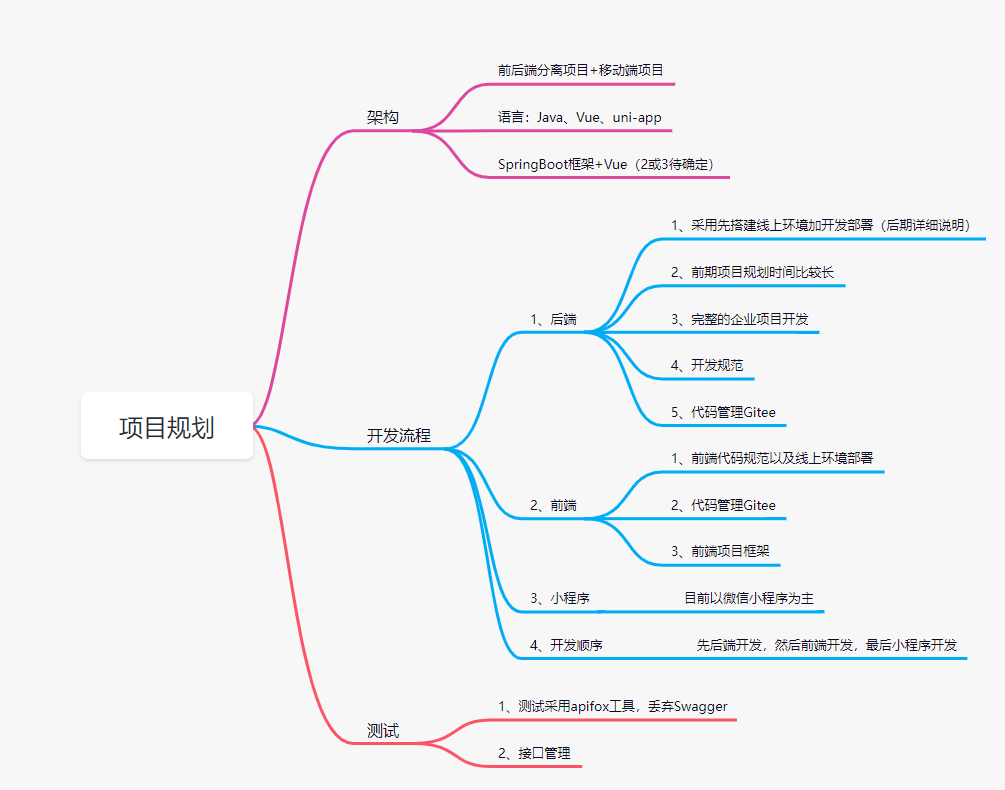 项目规划
架构
前后端分离项目+移动端项目
语言：Java、Vue、uni-app
SpringBoot框架+Vue（2或3待确定）
开发流程
1、后端
1、采用先搭建线上环境加开发部署（后期详细说明）
2、前期项目规划时间比较长
3、完整的企业项目开发
4、开发规范
5、代码管理Gitee
2、前端
1、前端代码规范以及线上环境部署
2、代码管理Gitee
3、前端项目框架
3、小程序
目前以微信小程序为主
4、开发顺序
先后端开发，然后前端开发，最后小程序开发
测试
1、测试采用apifox工具，丢弃Swagger
2、接口管理